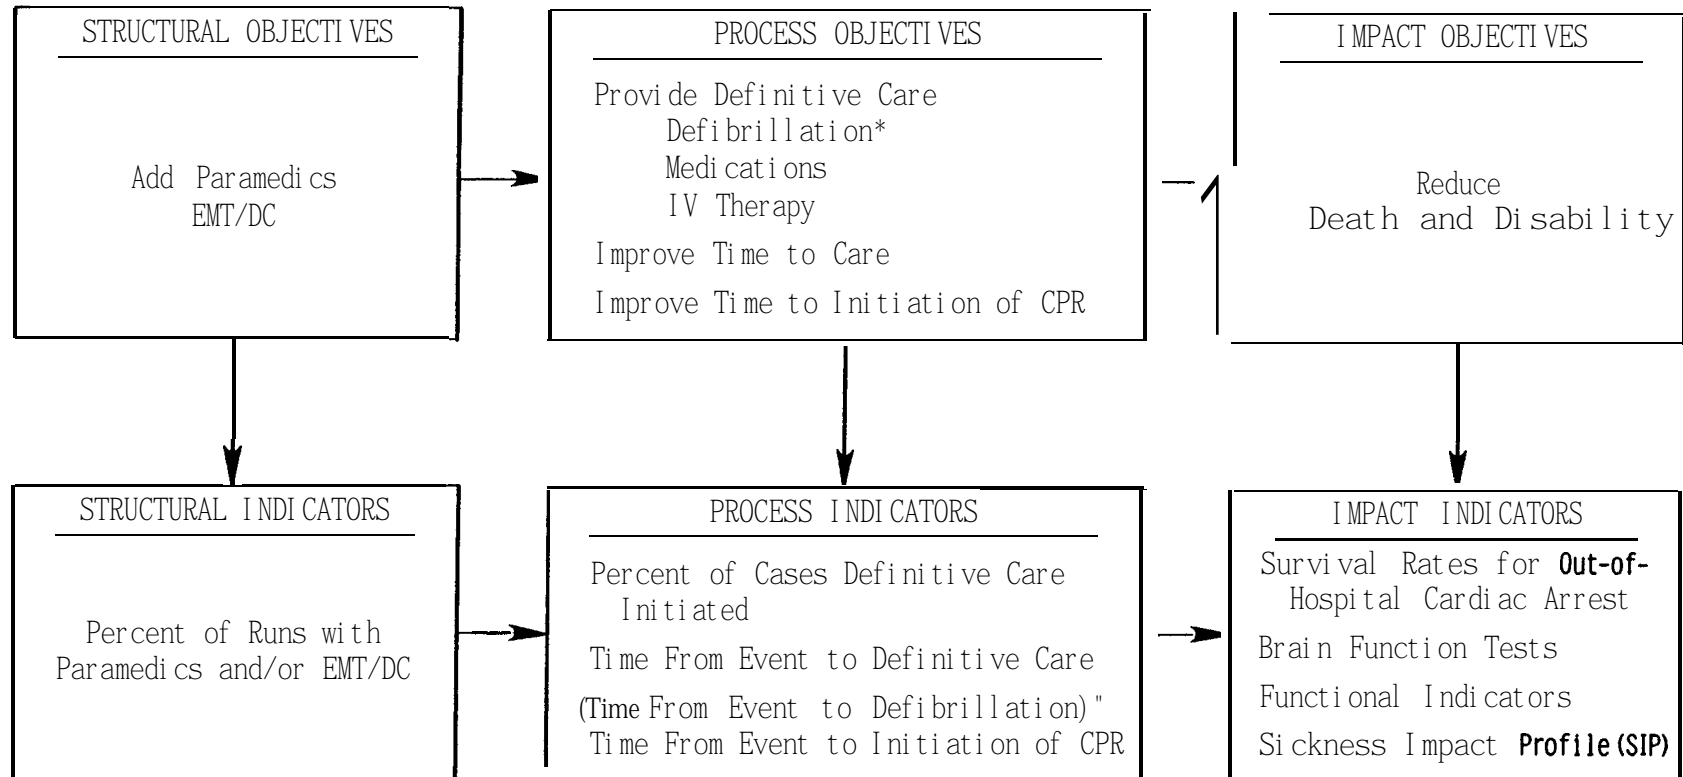 STRUCTURAL OBJECTIVES
Add Paramedics
EMT/DC
PROCESS OBJECTIVES
Provide Definitive Care
Defibrillation*
Medications
IV Therapy
Improve Time to Care
Improve Time to Initiation of CPR
IMPACT OBJECTIVES
Reduce
Death and Disability
STRUCTURAL INDICATORS
Percent of Runs with
Paramedics and/or EMT/DC
PROCESS INDICATORS
Percent of Cases Definitive Care
Initiated
Time From Event to Definitive Care
(Time From Event to Defibrillation)"
Time From Event to Initiation of CPR
IMPACT INDICATORS
Survival Rates for Out-of-
Hospital Cardiac Arrest
Brain Function Tests
Functional Indicators
Sickness Impact Profile(SIP)